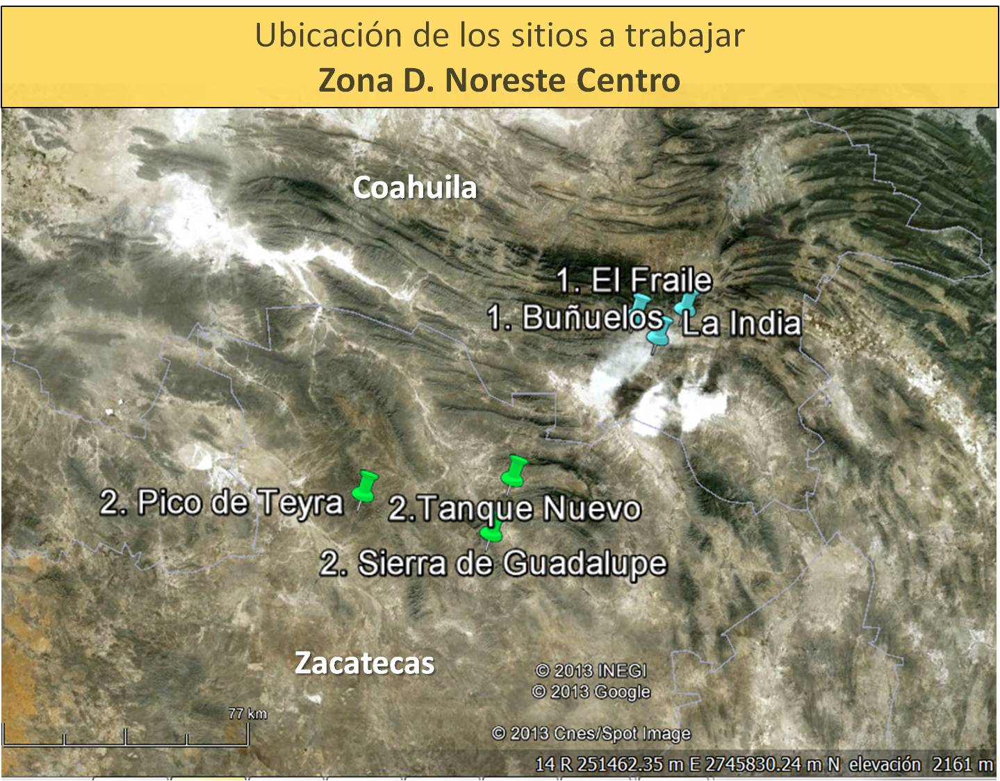 Ubicación de los sitios a trabajar
Zona D. Noreste Centro
Coahuila
1. El Fraile
1. Buñuelos
La India
2. Pico de Teyra
2.Tanque Nuevo
2. Sierra de Guadalupe
Zacatecas
© 2013 INEGI
© 2013 Google
77 km
© 2013 Cnes/Spot Image
14 R 251462.35 m E 2745830.24 m N elevación 2161 m